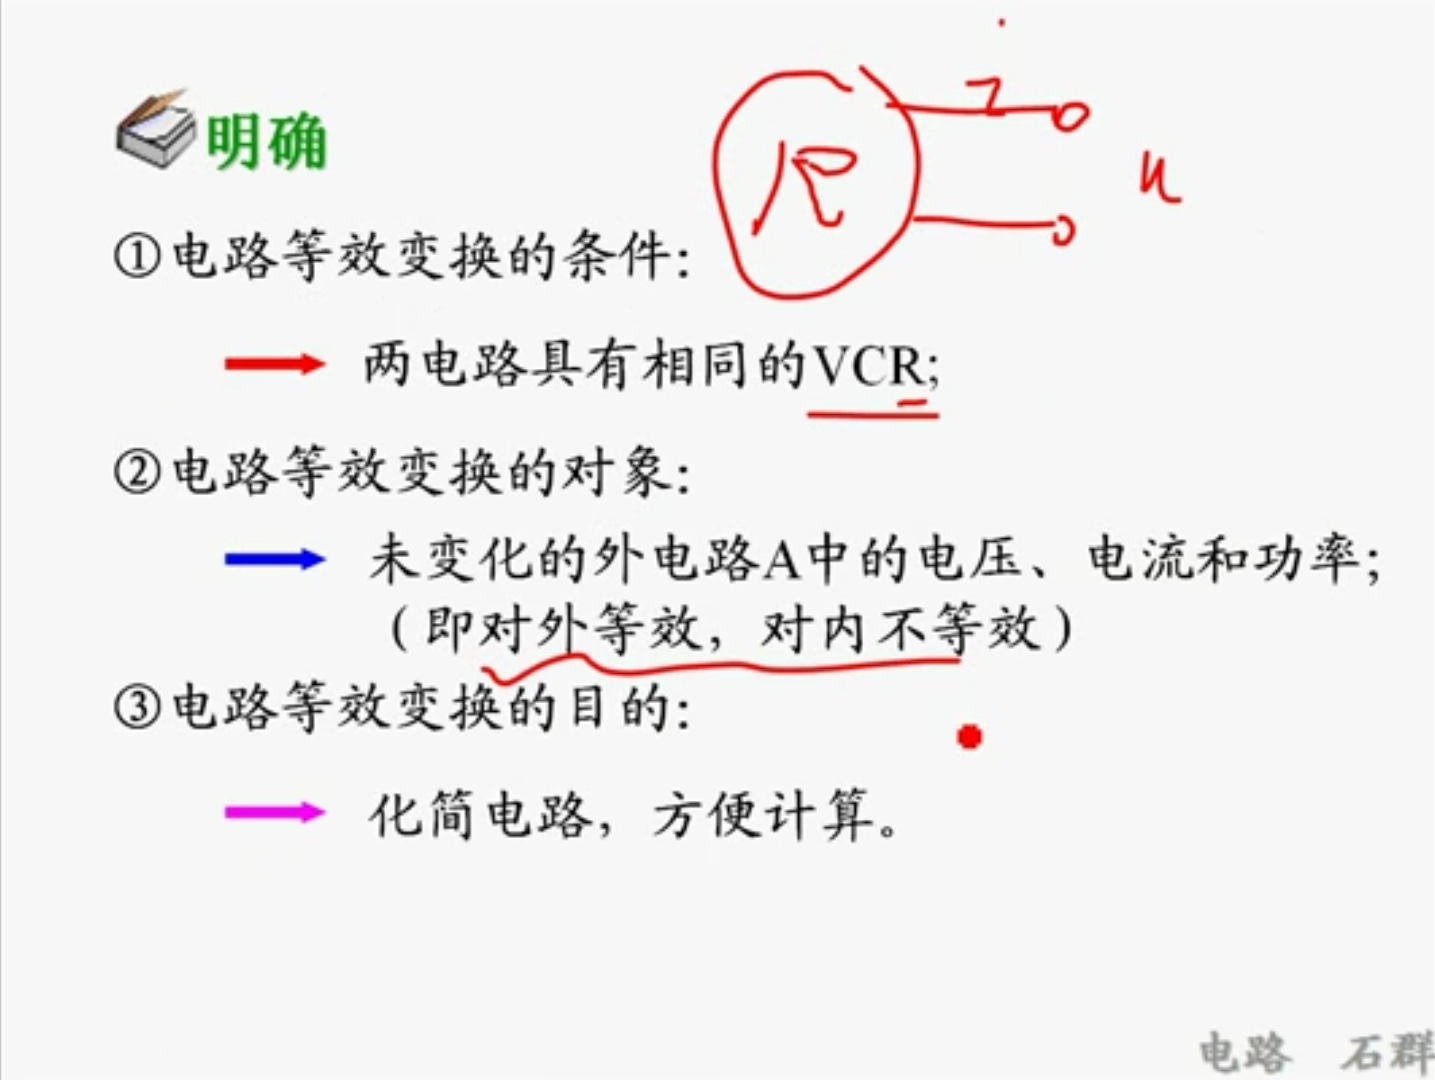 明确
①电路等效变换的条件：
两电路具有相同的VCR；
②电路等效变换的对象：
未变化的外电路A中的电压、电流和功率；
（即对外等效，对内不等效）
③电路等效变换的目的：
化简电路，方便计算。
R
u
电路 石群